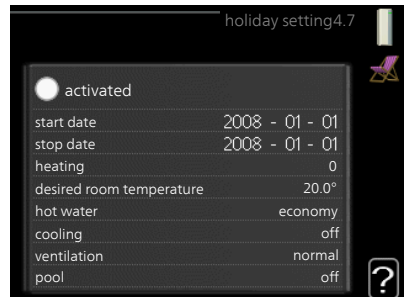 holiday setting4.7
activated
start date 2008 - 01 - 01
stop date 2008 - 01 - 01
heating 0
desired room temperature 20.0°
hot water economy
cooling off
ventilation normal
pool off
?